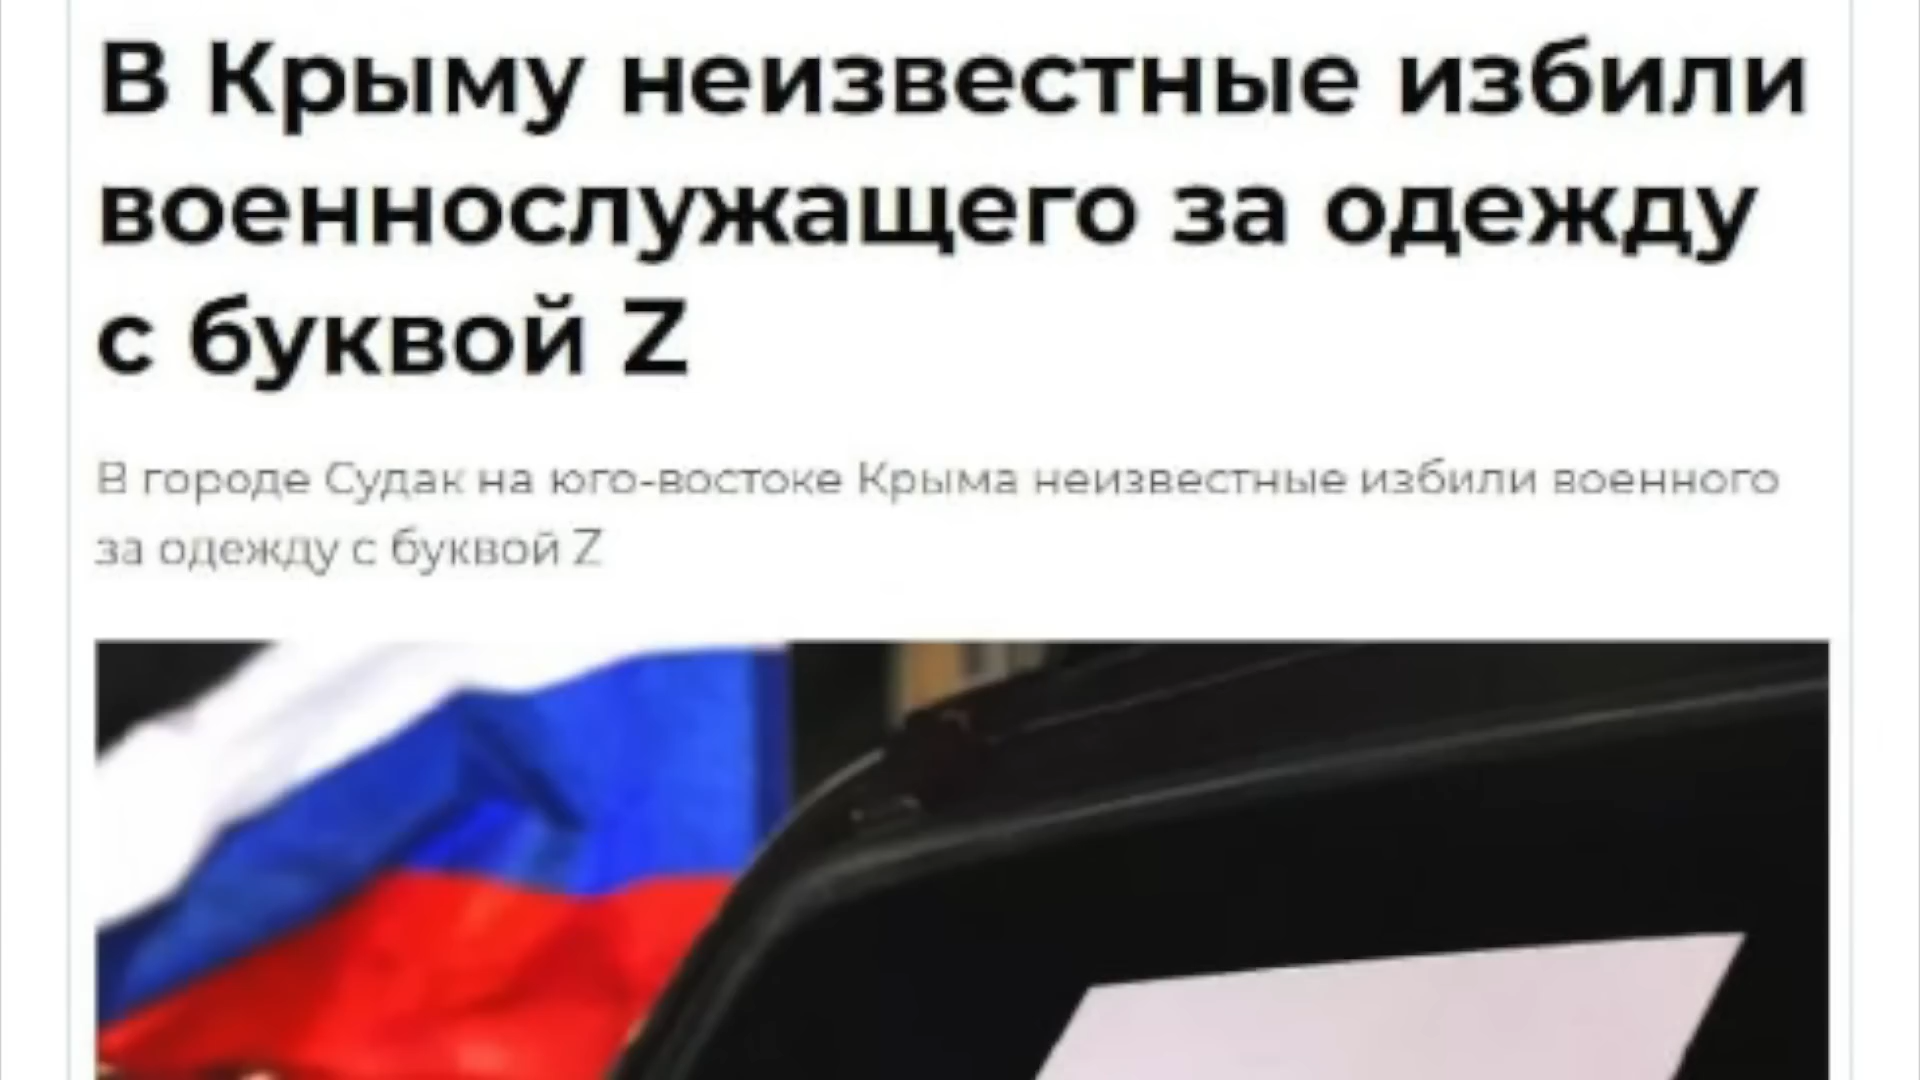 В Крыму неизвестные избили
военнослужащего за одежду
с буквой Z
В городе Судак на юго-востоке Крыма неизвестные избили военного
за одежду с буквой Z